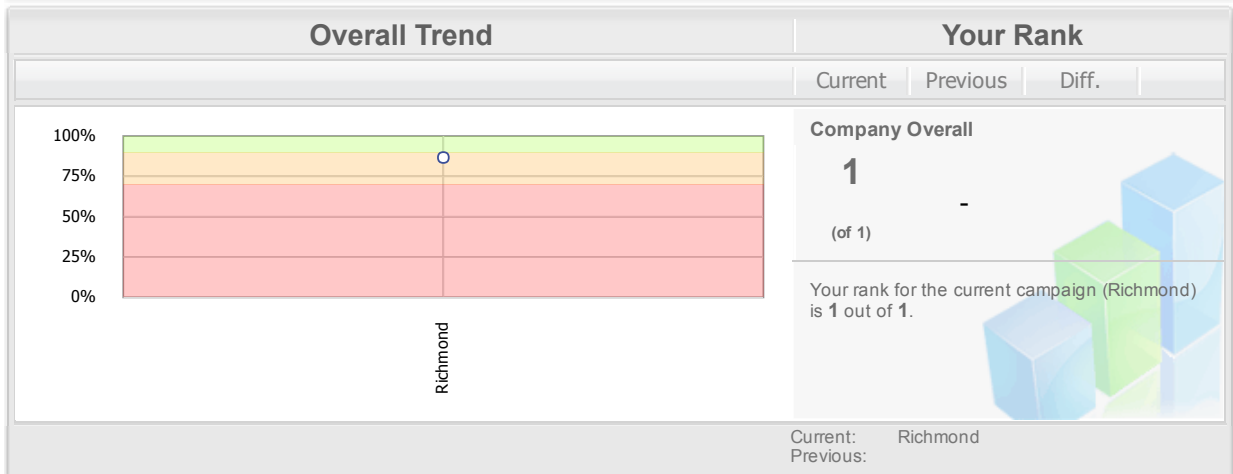 Overall Trend
Your Rank
Current Previous Diff.
100%
75%
50%
25%
0%
Richmond
Company Overall
1
-
(of 1)
Your rank for the current campaign (Richmond)
is 1 out of 1.
Current: Richmond
Previous: